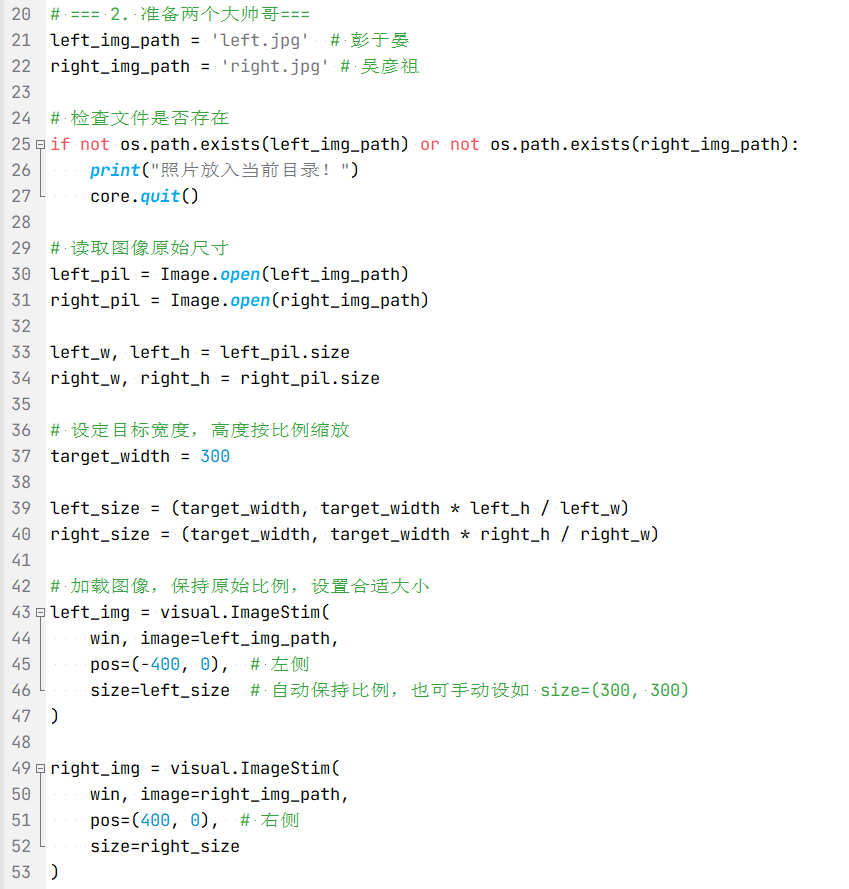 20 # === 2. 准备两个大帅哥===
21 left_img_path = 'left.jpg'  # 彭于晏
22 right_img_path = 'right.jpg' # 吴彦祖
23
24 # 检查文件是否存在
25 if not os.path.exists(left_img_path) or not os.path.exists(right_img_path):
26     print("照片放入当前目录！")
27     core.quit()
28
29 # 读取图像原始尺寸
30 left_pil = Image.open(left_img_path)
31 right_pil = Image.open(right_img_path)
32
33 left_w, left_h = left_pil.size
34 right_w, right_h = right_pil.size
35
36 # 设定目标宽度，高度按比例缩放
37 target_width = 300
38
39 left_size = (target_width, target_width * left_h / left_w)
40 right_size = (target_width, target_width * right_h / right_w)
41
42 # 加载图像，保持原始比例，设置合适大小
43 left_img = visual.ImageStim(
44     win, image=left_img_path,
45     pos=(-400, 0),  # 左侧
46     size=left_size  # 自动保持比例，也可手动设如 size=(300, 300)
47 )
48
49 right_img = visual.ImageStim(
50     win, image=right_img_path,
51     pos=(400, 0),  # 右侧
52     size=right_size
53 )